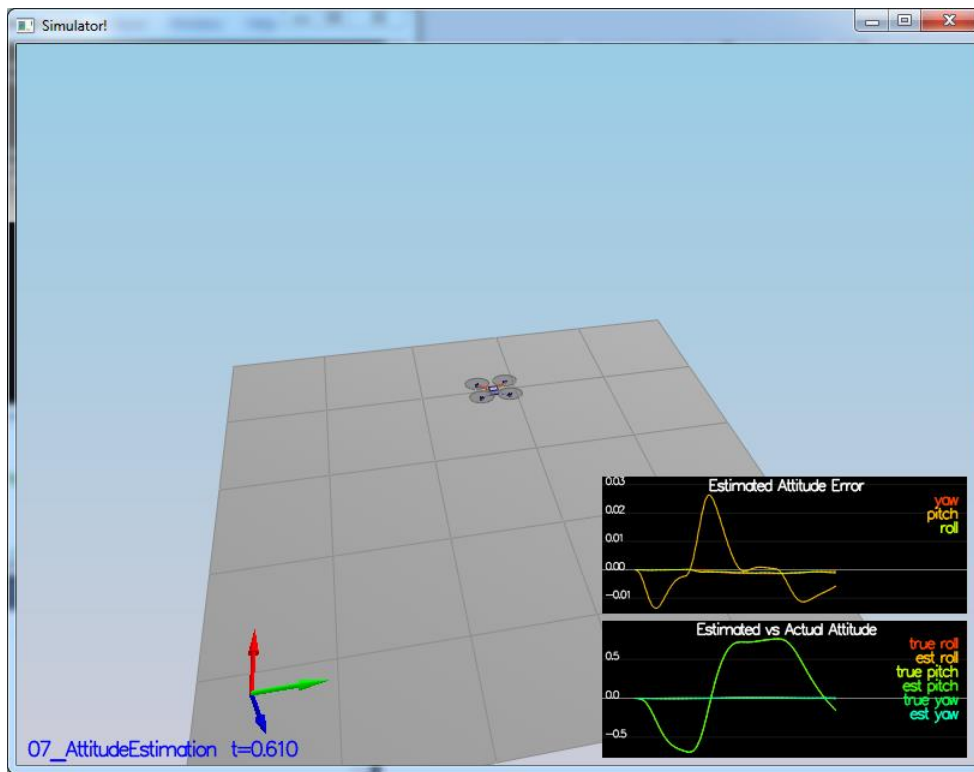 Simulator!
Estimated Attitude Error
0.03
yaw
0.02
pitch
roll
0.01
0.00
-0.01
Estimated vs Actual Attitude
true roll
0.5
est roll
true pitch
est pitch
0.0
true yaw
est yaw
-0.5
07_AttitudeEstimation t=0.610